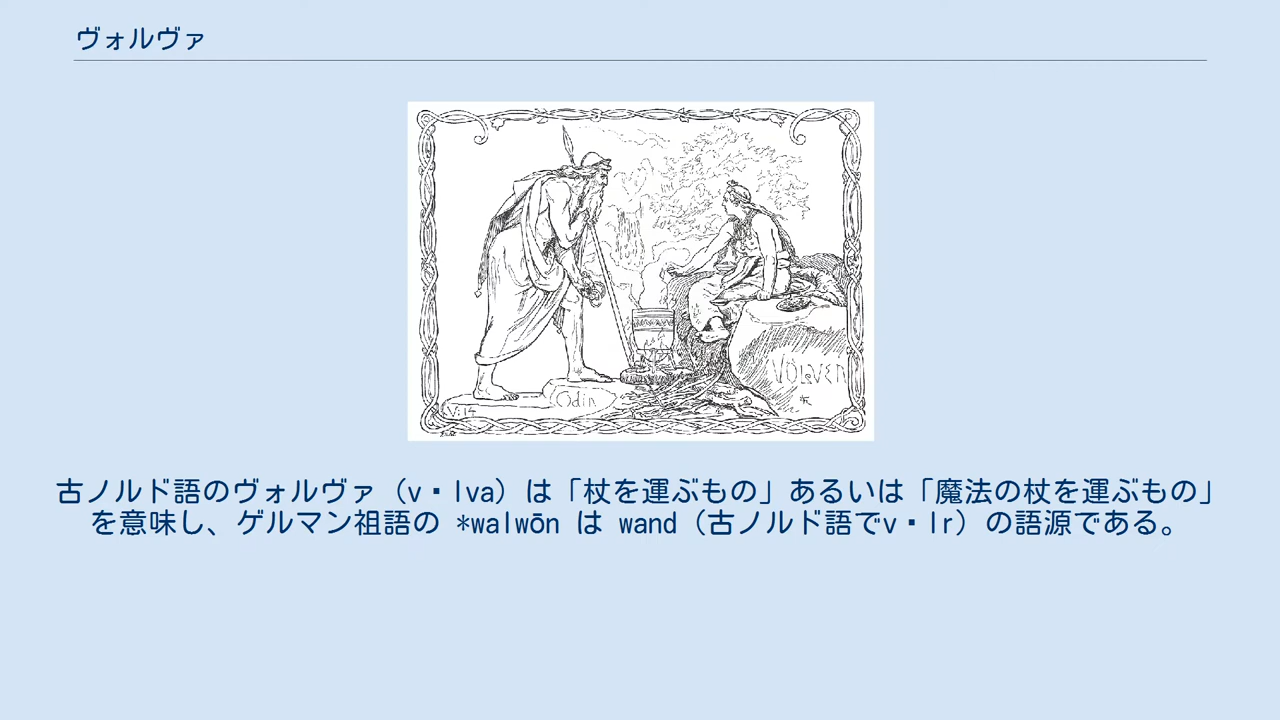 ヴォルヴァ
V:14
Odin
VÖLVEN
古ノルド語のヴォルヴァ（v▪lva）は「杖を運ぶもの」あるいは「魔法の杖を運ぶもの」
を意味し、ゲルマン祖語の *walwōn は wand（古ノルド語でv▪lr）の語源である。